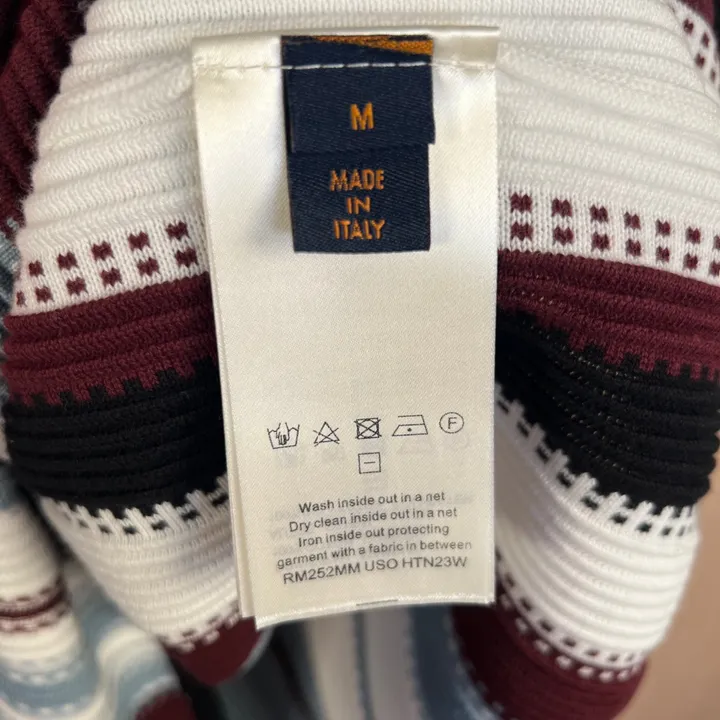 M
MADE
IN
ITALY
F
Wash inside out in a net
Dry clean inside out in a net
Iron inside out protecting
garment with a fabric in between
RM252MM USO HTN23W